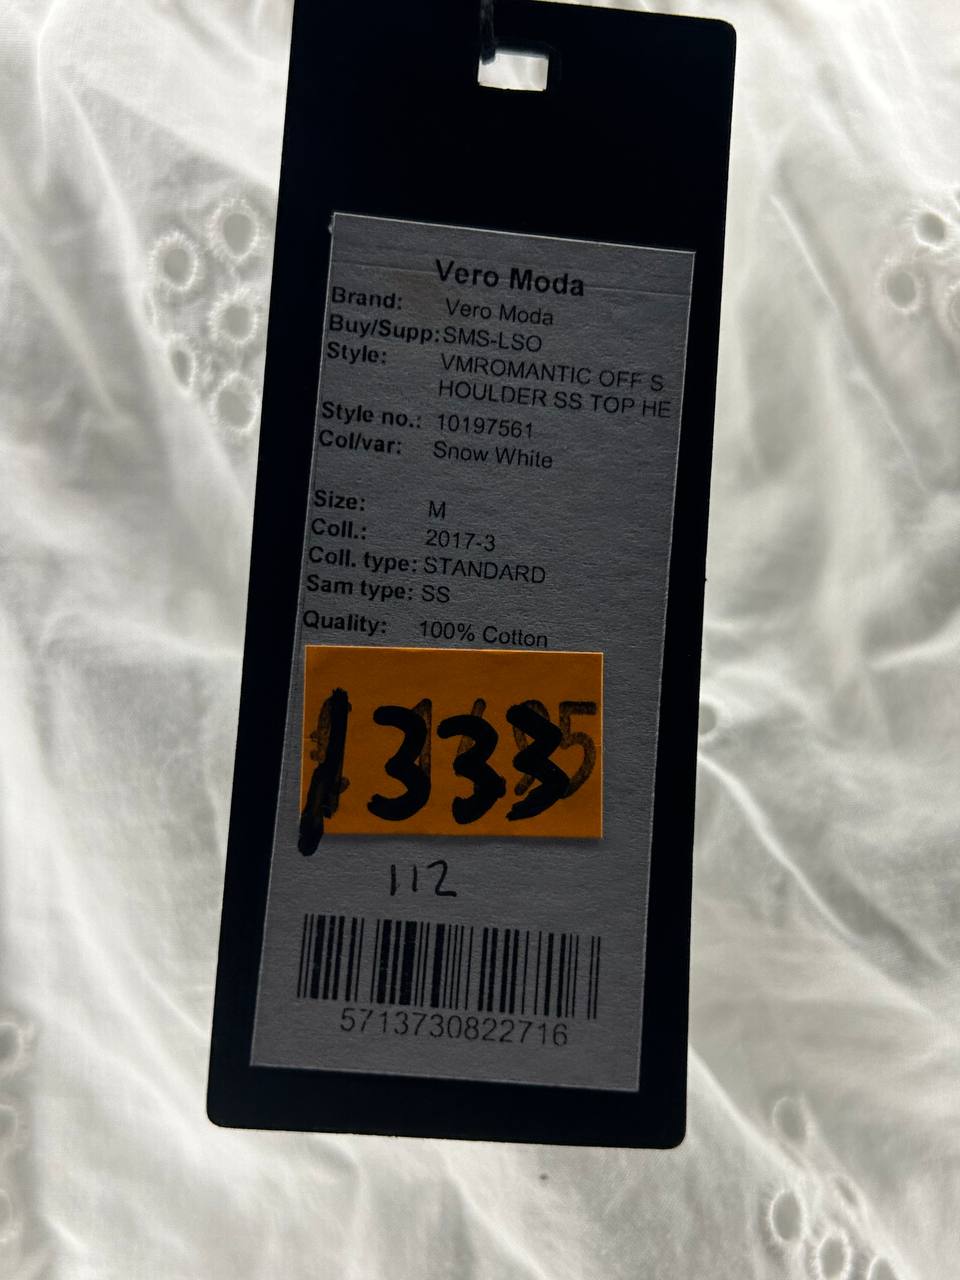 Vero Moda
Brand: Vero Moda
Buy/Supp: SMS-LSO
Style: VMROMANTIC OFF S
HOULDER SS TOP HE
Style no.: 10197561
Col/var: Snow White
Size: M
Coll.: 2017-3
Coll. type: STANDARD
Sam type: SS
Quality: 100% Cotton
333
112
5713730822716